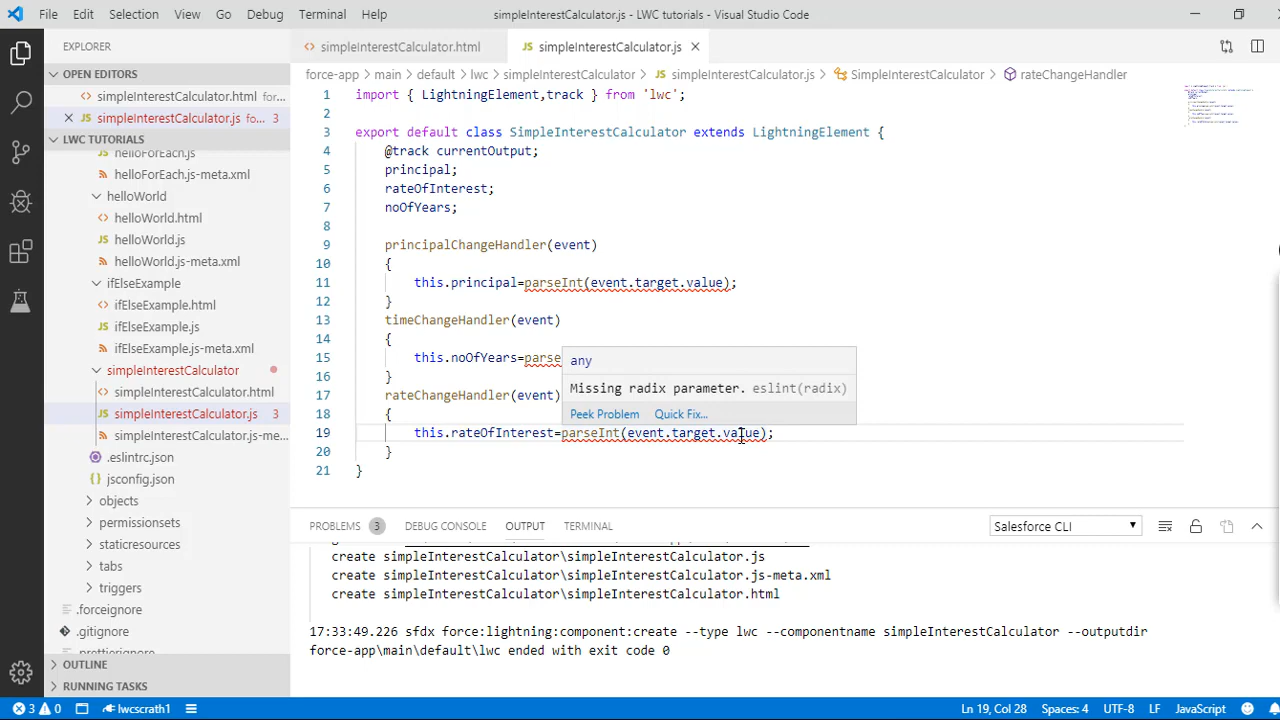 File Edit Selection View Go Debug Terminal Help simpleInterestCalculator.js - LWC tutorials - Visual Studio Code
EXPLORER
OPEN EDITORS
simpleInterestCalculator.html fo...
simpleInterestCalculator.js fo... 3
LWC TUTORIALS
helloForEach.js
helloForEach.js-meta.xml
helloWorld
helloWorld.html
helloWorld.js
helloWorld.js-meta.xml
ifElseExample
ifElseExample.html
ifElseExample.js
ifElseExample.js-meta.xml
simpleInterestCalculator
simpleInterestCalculator.html
simpleInterestCalculator.js 3
simpleInterestCalculator.js-me...
.eslintrc.json
jsconfig.json
objects
permissionsets
staticresources
tabs
triggers
.forceignore
.gitignore
.prettierignore
OUTLINE
RUNNING TASKS
simpleInterestCalculator.html
simpleInterestCalculator.js
force-app > main > default > lwc > simpleInterestCalculator > simpleInterestCalculator.js > SimpleInterestCalculator > rateChangeHandler
1 import { LightningElement,track } from 'lwc';
2
3 export default class SimpleInterestCalculator extends LightningElement {
4 @track currentOutput;
5 principal;
6 rateOfInterest;
7 noOfYears;
8
9 principalChangeHandler(event)
10 {
11 this.principal=parseInt(event.target.value);
12 }
13 timeChangeHandler(event)
14 {
15 this.noOfYears=parse
16 }
17 rateChangeHandler(event)
18 {
19 this.rateOfInterest=parseInt(event.target.value);
20 }
21 }
any
Missing radix parameter. eslint(radix)
Peek Problem Quick Fix...
PROBLEMS 3 DEBUG CONSOLE OUTPUT TERMINAL Salesforce CLI
create simpleInterestCalculator\simpleInterestCalculator.js
create simpleInterestCalculator\simpleInterestCalculator.js-meta.xml
create simpleInterestCalculator\simpleInterestCalculator.html
17:33:49.226 sfdx force:lightning:component:create --type lwc --componentname simpleInterestCalculator --outputdir
force-app\main\default\lwc ended with exit code 0
3 0 lwcscrath1 Ln 19, Col 28 Spaces: 4 UTF-8 LF JavaScript